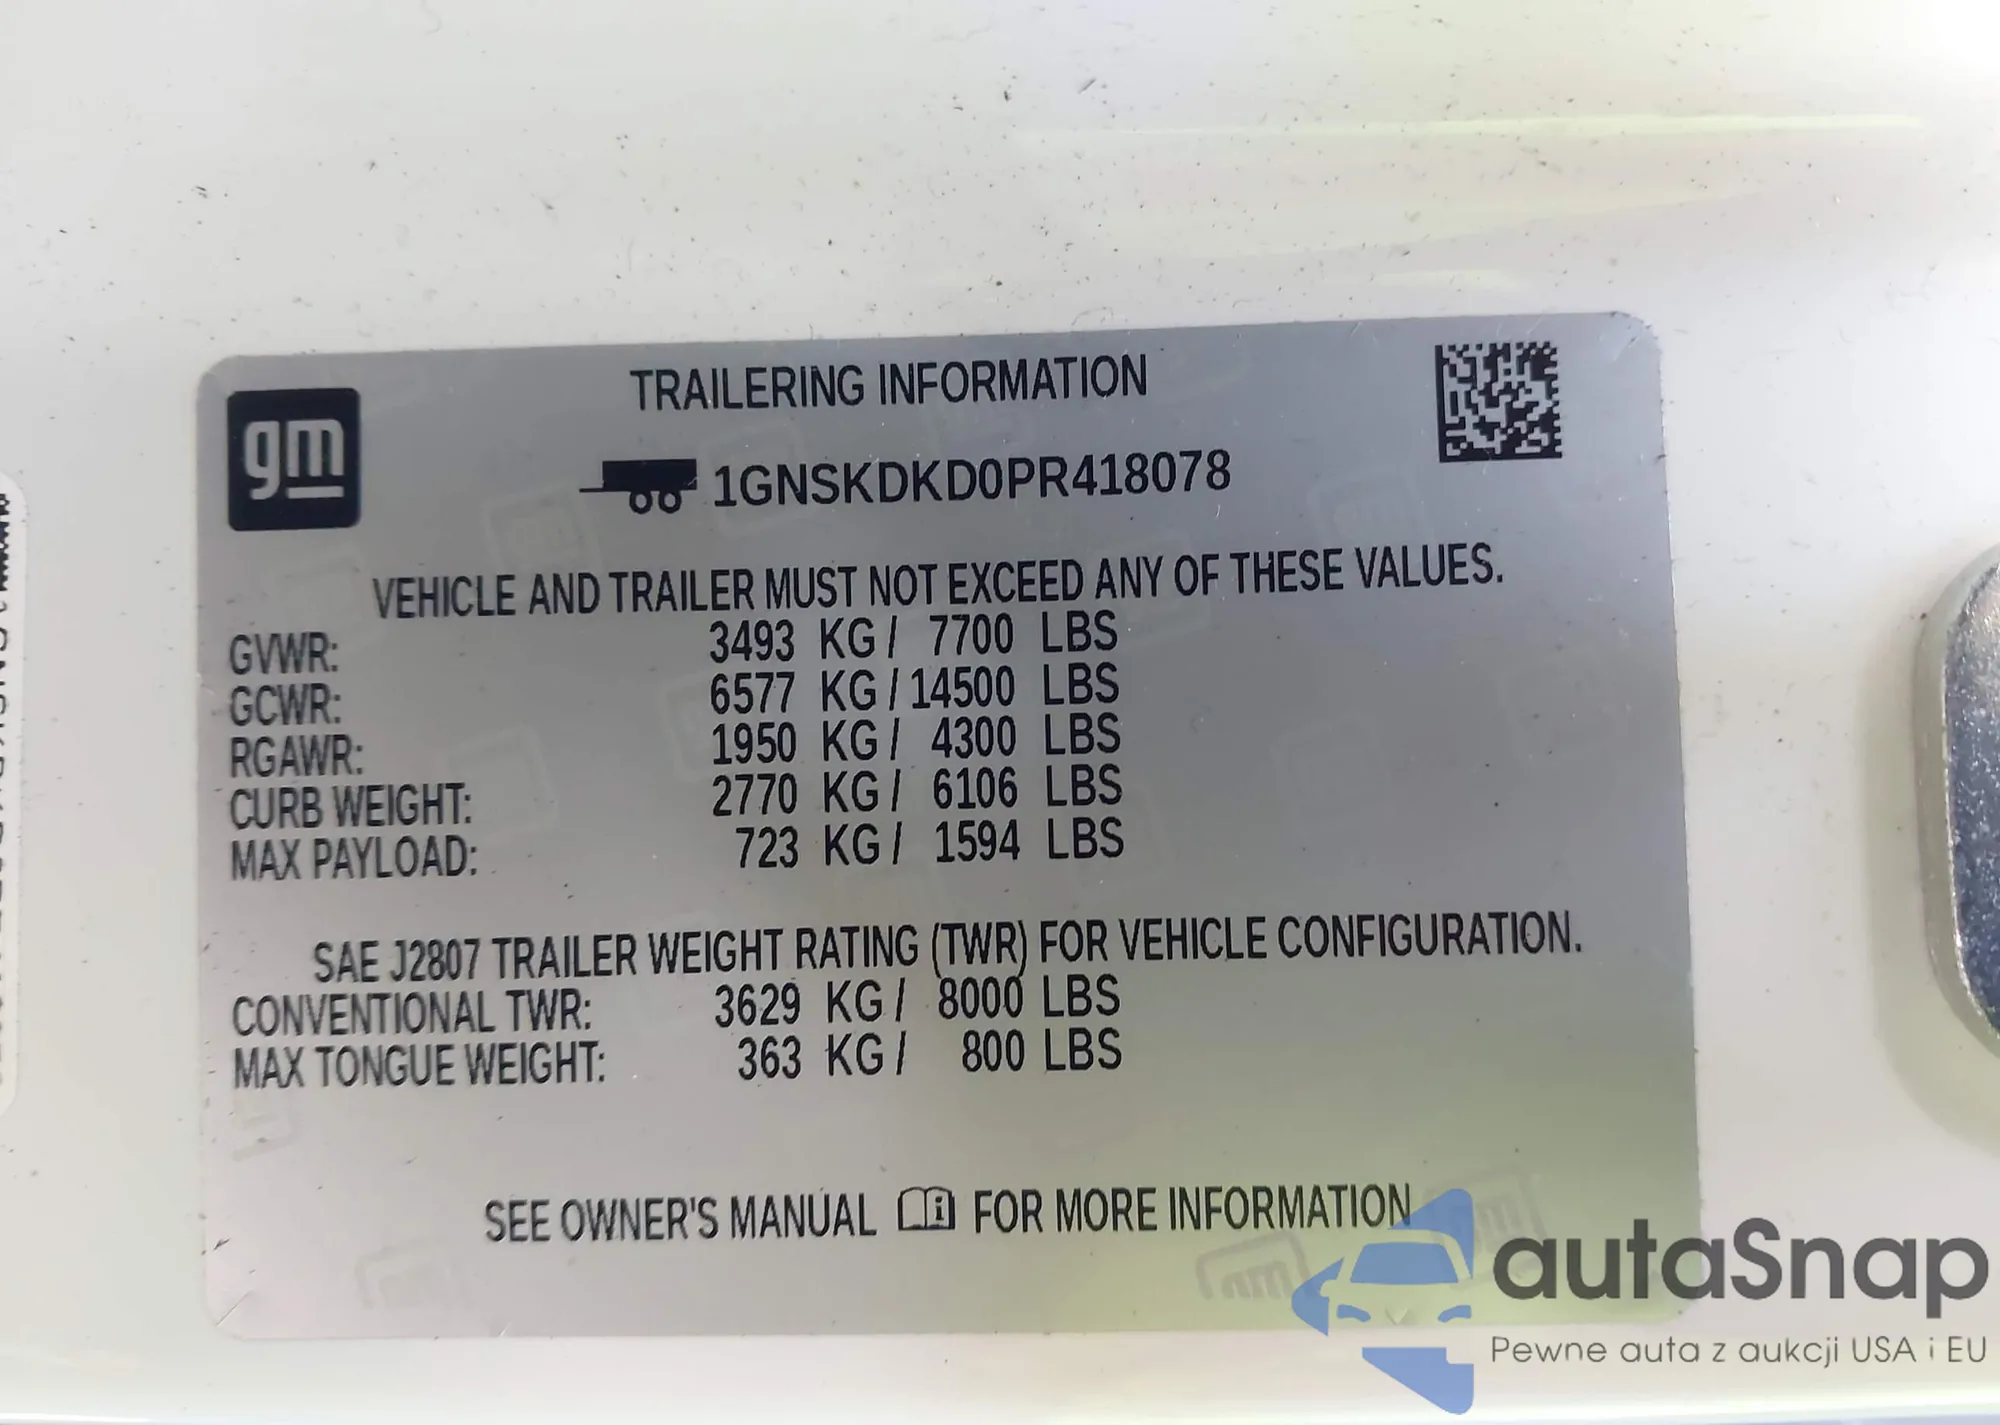 gm
TRAILERING INFORMATION
1GNSKDKD0PR418078
VEHICLE AND TRAILER MUST NOT EXCEED ANY OF THESE VALUES.
GVWR: 3493 KG / 7700 LBS
GCWR: 6577 KG / 14500 LBS
RGAWR: 1950 KG / 4300 LBS
CURB WEIGHT: 2770 KG / 6106 LBS
MAX PAYLOAD: 723 KG / 1594 LBS
SAE J2807 TRAILER WEIGHT RATING (TWR) FOR VEHICLE CONFIGURATION.
CONVENTIONAL TWR: 3629 KG / 8000 LBS
MAX TONGUE WEIGHT: 363 KG / 800 LBS
SEE OWNER'S MANUAL FOR MORE INFORMATION
autaSnap
Pewne auta z aukcji USA i EU